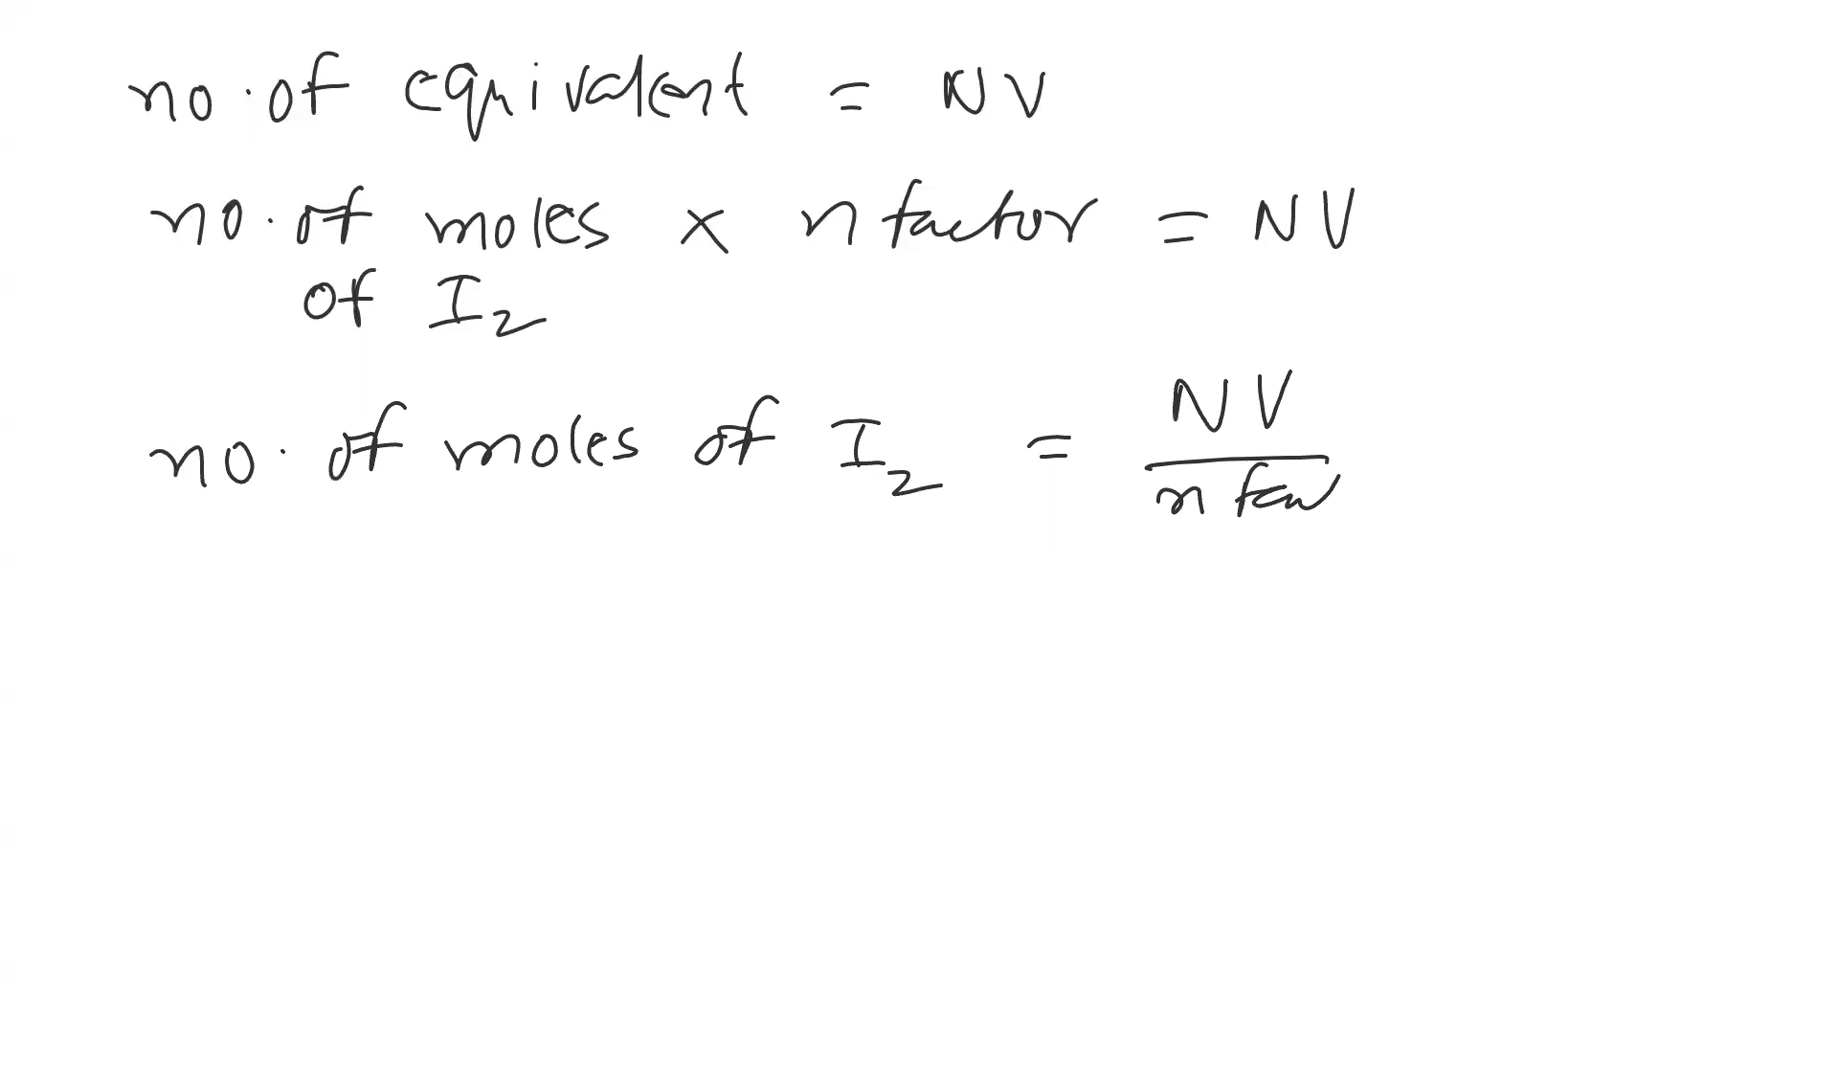 no. of equivalent = NV
no. of moles × n factor = NV
of I₂
no. of moles of I₂ = NV / n fac